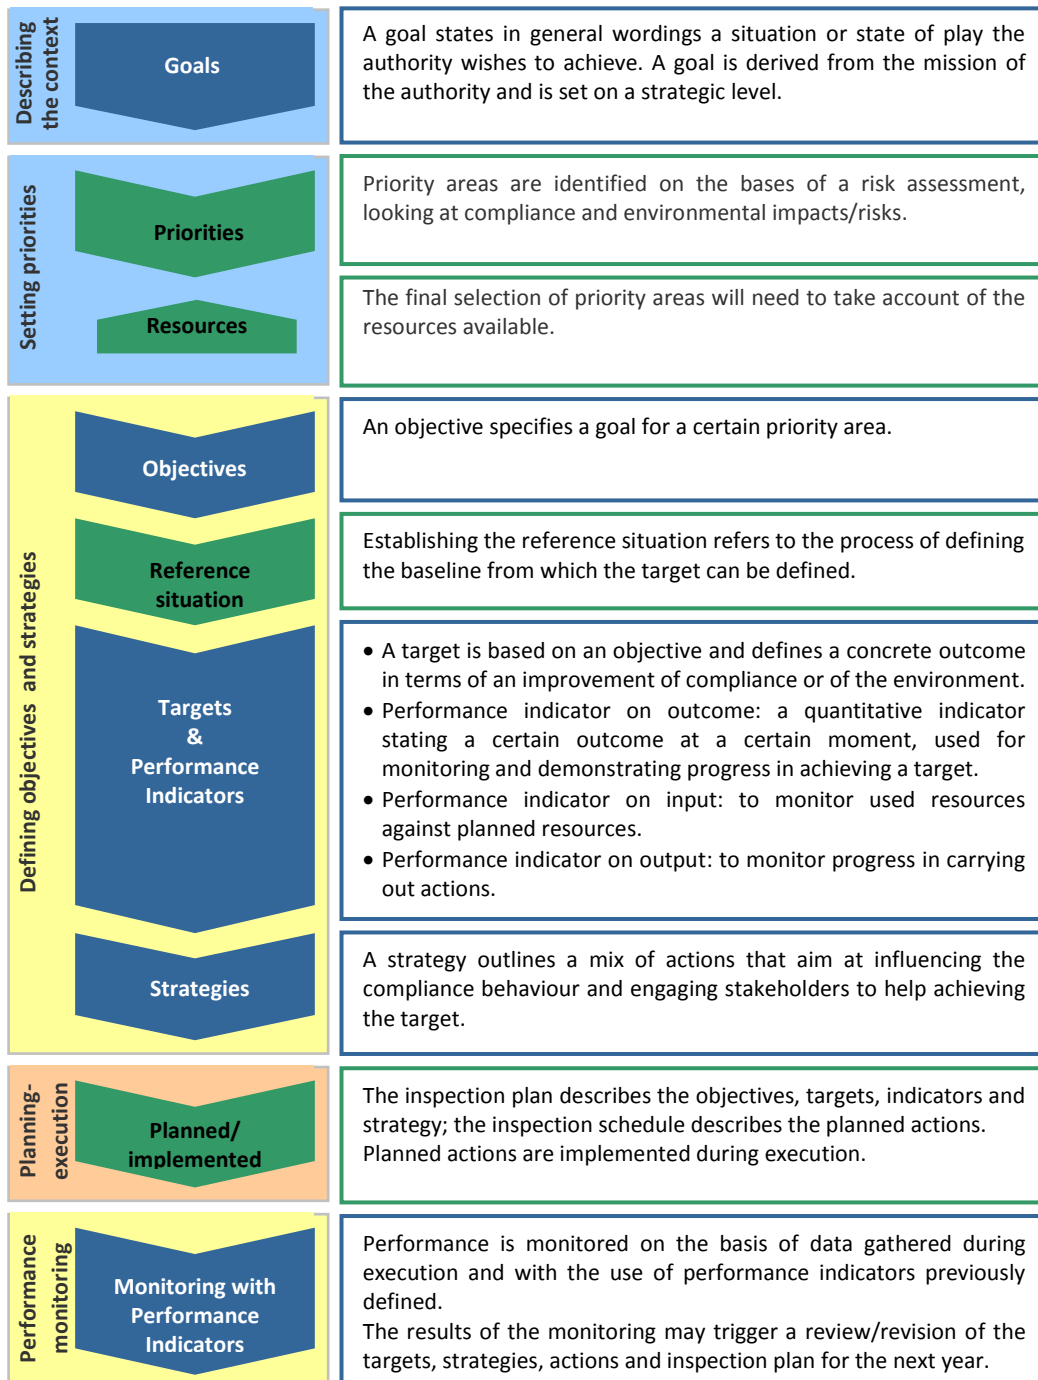 Describing
the context
Goals
A goal states in general wordings a situation or state of play the
authority wishes to achieve. A goal is derived from the mission of
the authority and is set on a strategic level.
Setting priorities
Priorities
Priority areas are identified on the bases of a risk assessment,
looking at compliance and environmental impacts/risks.
Resources
The final selection of priority areas will need to take account of the
resources available.
Defining objectives and strategies
Objectives
An objective specifies a goal for a certain priority area.
Reference
situation
Establishing the reference situation refers to the process of defining
the baseline from which the target can be defined.
Targets
&
Performance
Indicators
• A target is based on an objective and defines a concrete outcome
in terms of an improvement of compliance or of the environment.
• Performance indicator on outcome: a quantitative indicator
stating a certain outcome at a certain moment, used for
monitoring and demonstrating progress in achieving a target.
• Performance indicator on input: to monitor used resources
against planned resources.
• Performance indicator on output: to monitor progress in carrying
out actions.
Strategies
A strategy outlines a mix of actions that aim at influencing the
compliance behaviour and engaging stakeholders to help achieving
the target.
Planning-
execution
Planned/
implemented
The inspection plan describes the objectives, targets, indicators and
strategy; the inspection schedule describes the planned actions.
Planned actions are implemented during execution.
Performance
monitoring
Monitoring with
Performance
Indicators
Performance is monitored on the basis of data gathered during
execution and with the use of performance indicators previously
defined.
The results of the monitoring may trigger a review/revision of the
targets, strategies, actions and inspection plan for the next year.